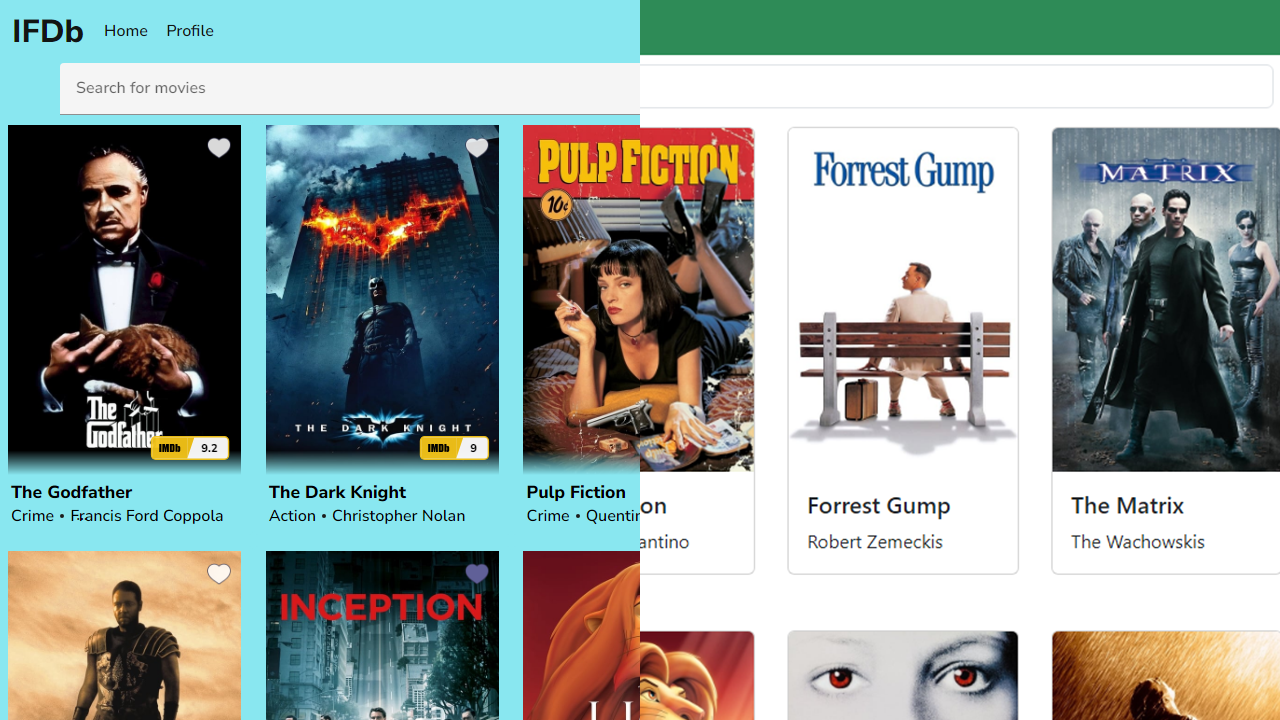 IFDb Home Profile
Search for movies
PULP FICTION
10¢
Forrest Gump
MATRIX
The
Godfather
IMDb 9.2
THE DARK KNIGHT
IMDb 9
The Godfather
Crime • Francis Ford Coppola
The Dark Knight
Action • Christopher Nolan
Pulp Fiction
Crime • Quentin
on
antino
Forrest Gump
Robert Zemeckis
The Matrix
The Wachowskis
INCEPTION